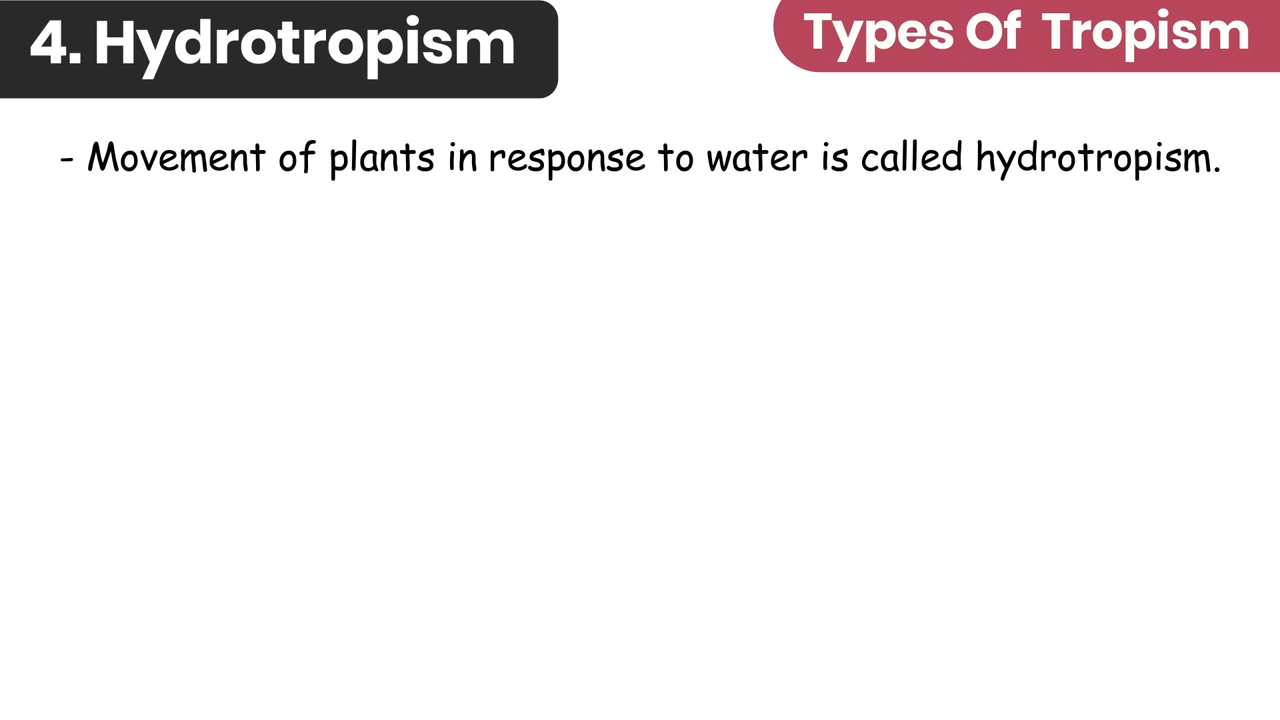 4. Hydrotropism
Types Of Tropism
- Movement of plants in response to water is called hydrotropism.